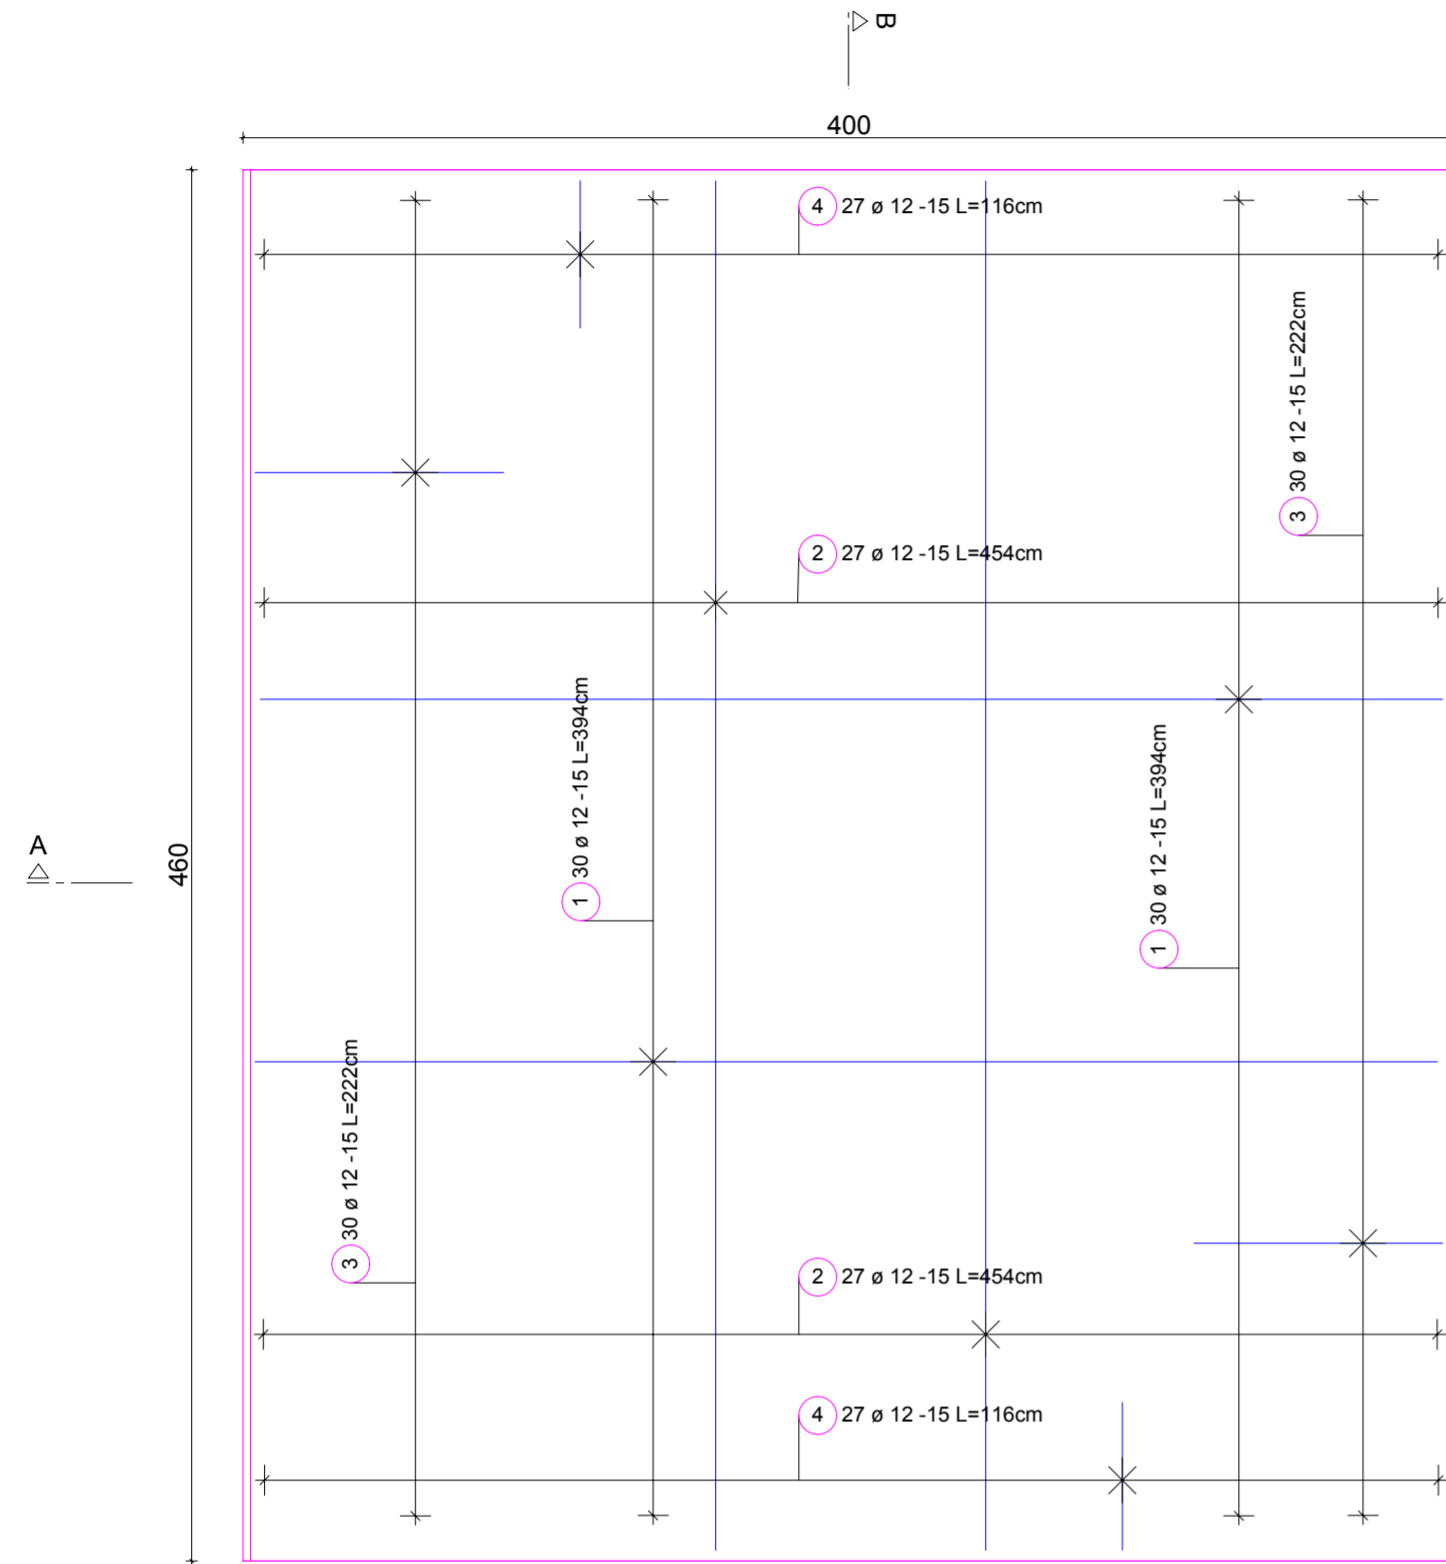 B
400
4 27 ø 12 -15 L=116cm
3 30 ø 12 -15 L=222cm
2 27 ø 12 -15 L=454cm
1 30 ø 12 -15 L=394cm
1 30 ø 12 -15 L=394cm
A
460
3 30 ø 12 -15 L=222cm
2 27 ø 12 -15 L=454cm
4 27 ø 12 -15 L=116cm